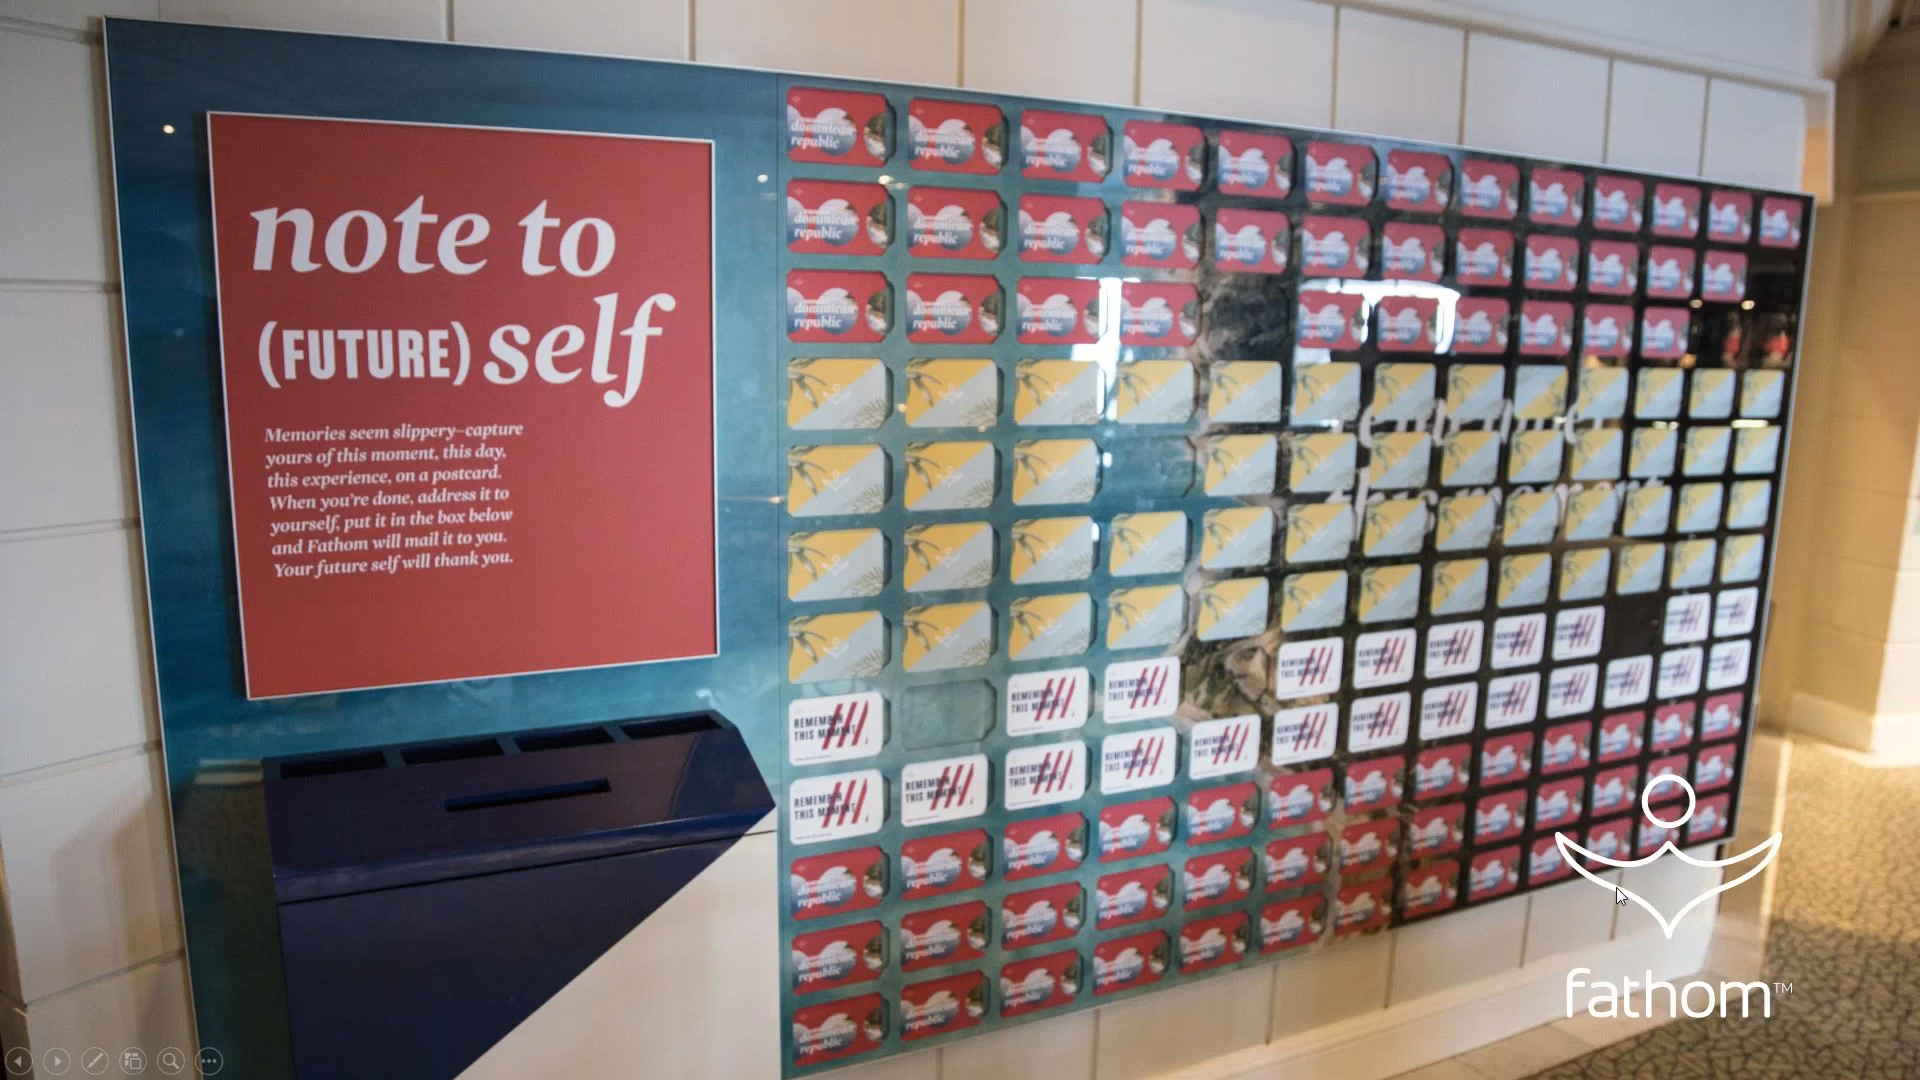 note to
(FUTURE) self
Memories seem slippery–capture
yours of this moment, this day,
this experience, on a postcard.
When you're done, address it to
yourself, put it in the box below
and Fathom will mail it to you.
Your future self will thank you.
dominican
republic
REMEMBER
THIS MOMENT
fathom™